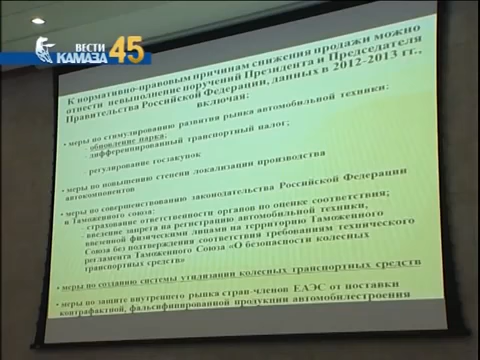 ВЕСТИ
КАМАЗА
45
К нормативно-правовым причинам снижения продажи можно
отнести невыполнение поручений Президента и Председателя
Правительства Российской Федерации, данных в 2012-2013 гг.,
включая:
• меры по стимулированию развития рынка автомобильной техники:
- обновление парка,
- дифференцированный транспортный налог;
- регулирование госзакупок
• меры по повышению степени локализации производства
автокомпонентов
• меры по совершенствованию законодательства Российской Федерации
и Таможенного союза:
- страхование ответственности органов по оценке соответствия;
- введение запрета на регистрацию автомобильной техники,
ввезенной физическими лицами на территорию Таможенного
Союза без подтверждения соответствия требованиям технического
регламента Таможенного Союза «О безопасности колесных
транспортных средств»
• меры по созданию системы утилизации колесных транспортных средств
• меры по защите внутреннего рынка стран-членов ЕАЭС от поставки
контрафактной, фальсифицированной продукции автомобилестроения